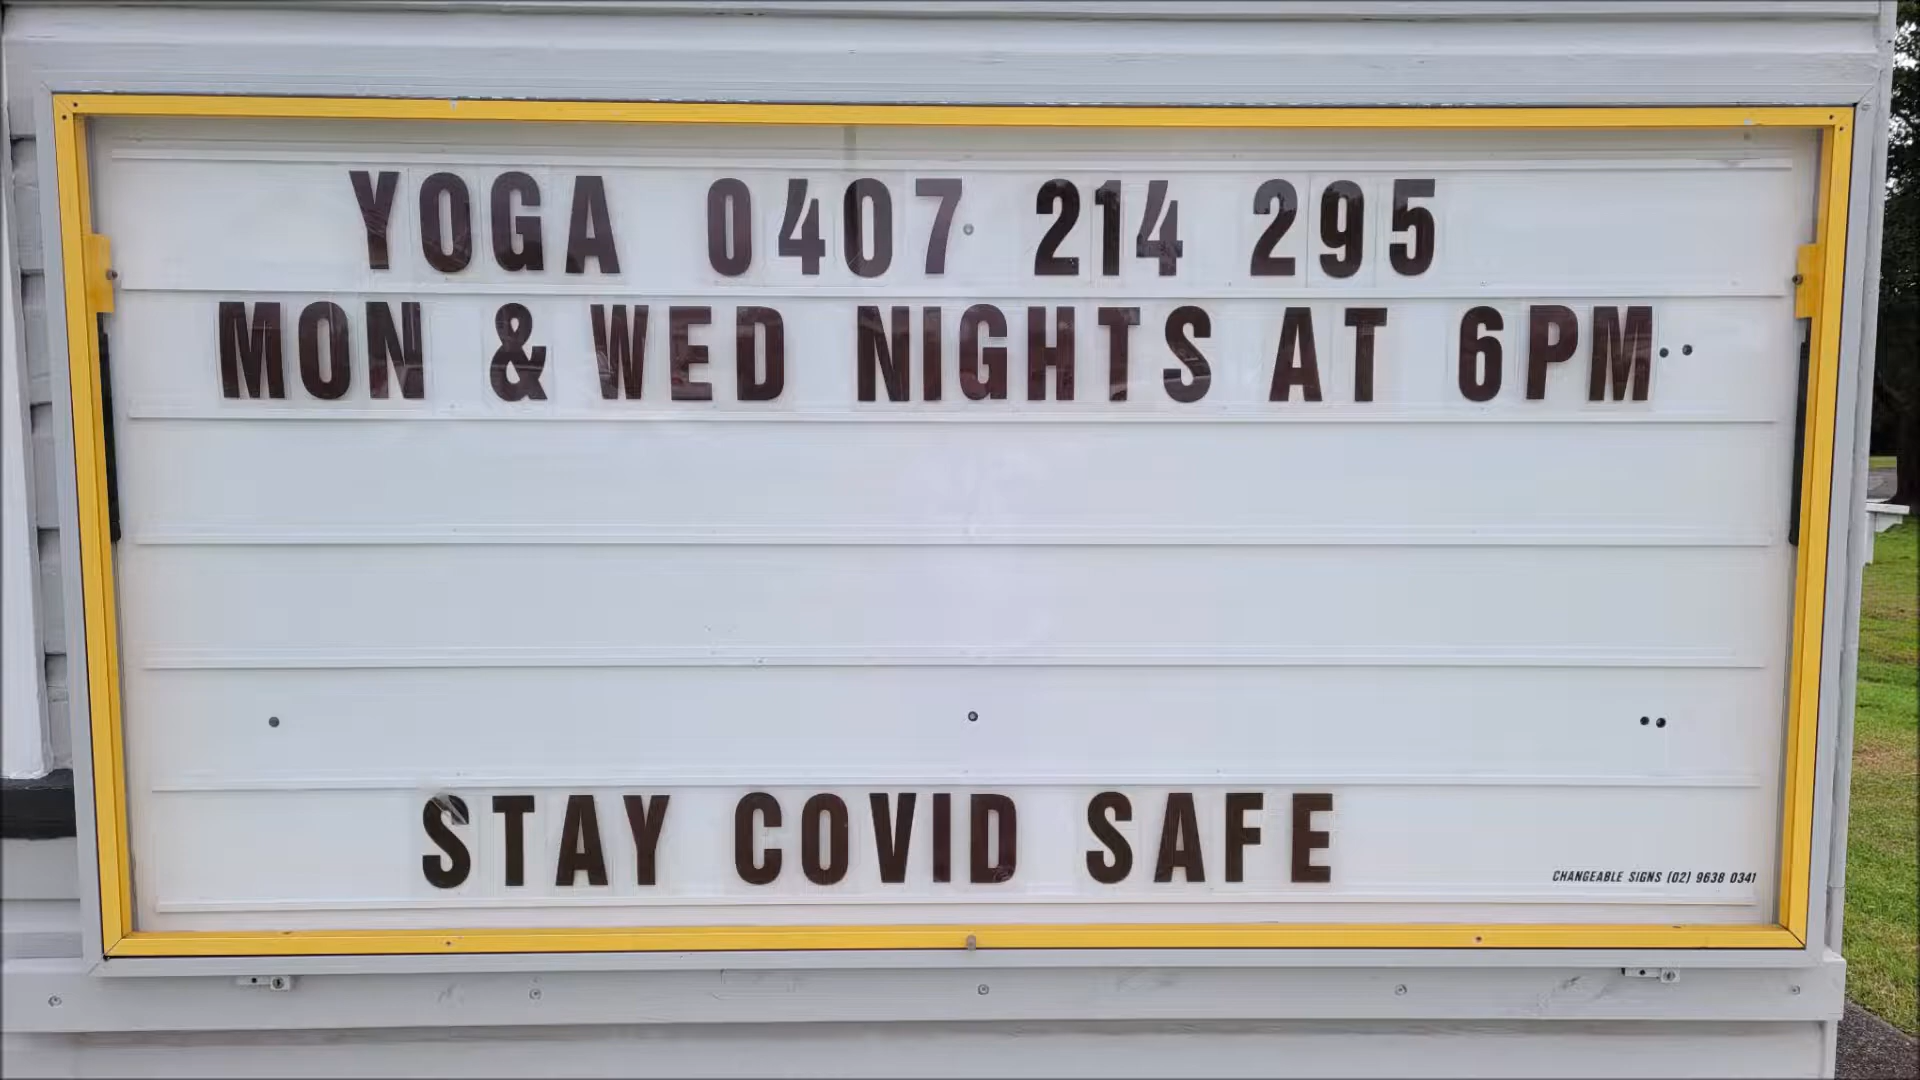 YOGA 0407 214 295
MON & WED NIGHTS AT 6PM
STAY COVID SAFE
CHANGEABLE SIGNS (02) 9638 0341